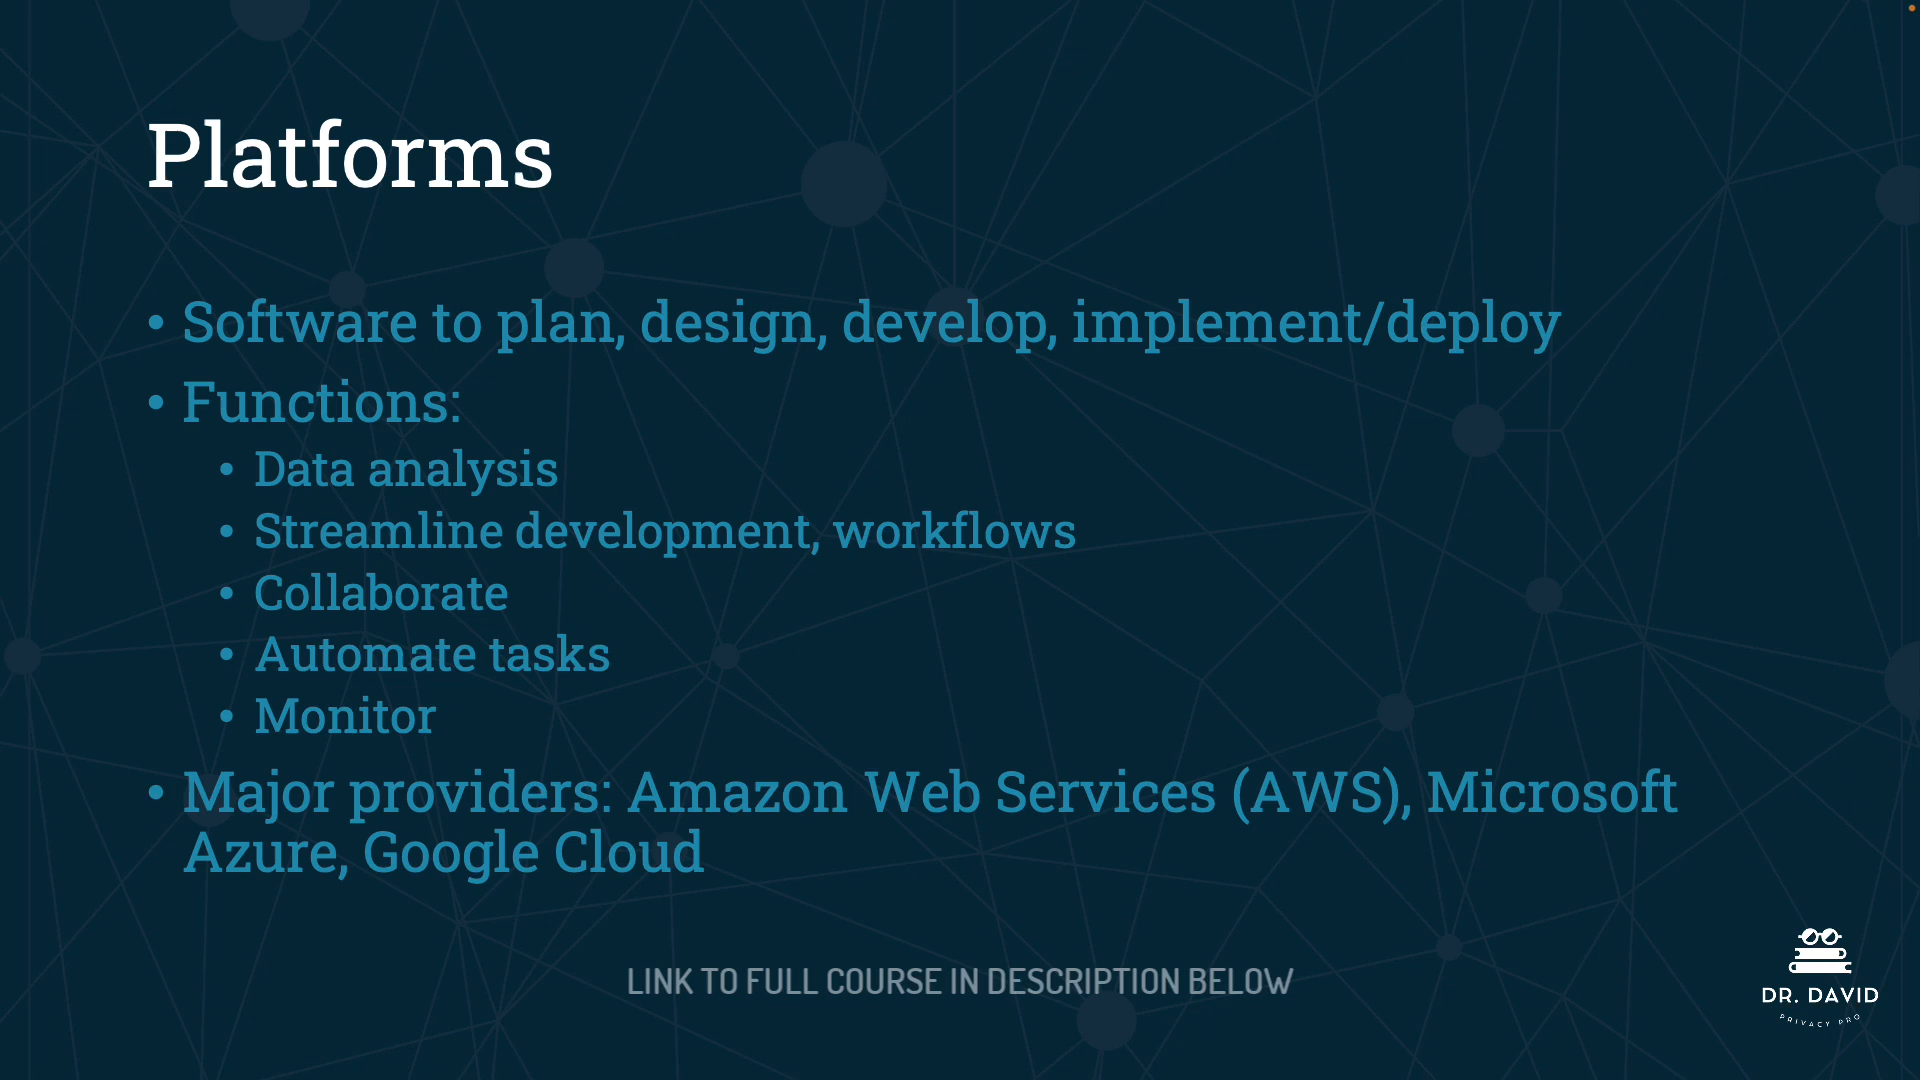 Platforms
• Software to plan, design, develop, implement/deploy
• Functions:
• Data analysis
• Streamline development, workflows
• Collaborate
• Automate tasks
• Monitor
• Major providers: Amazon Web Services (AWS), Microsoft
Azure, Google Cloud
LINK TO FULL COURSE IN DESCRIPTION BELOW
DR. DAVID
PRIVACY PRO